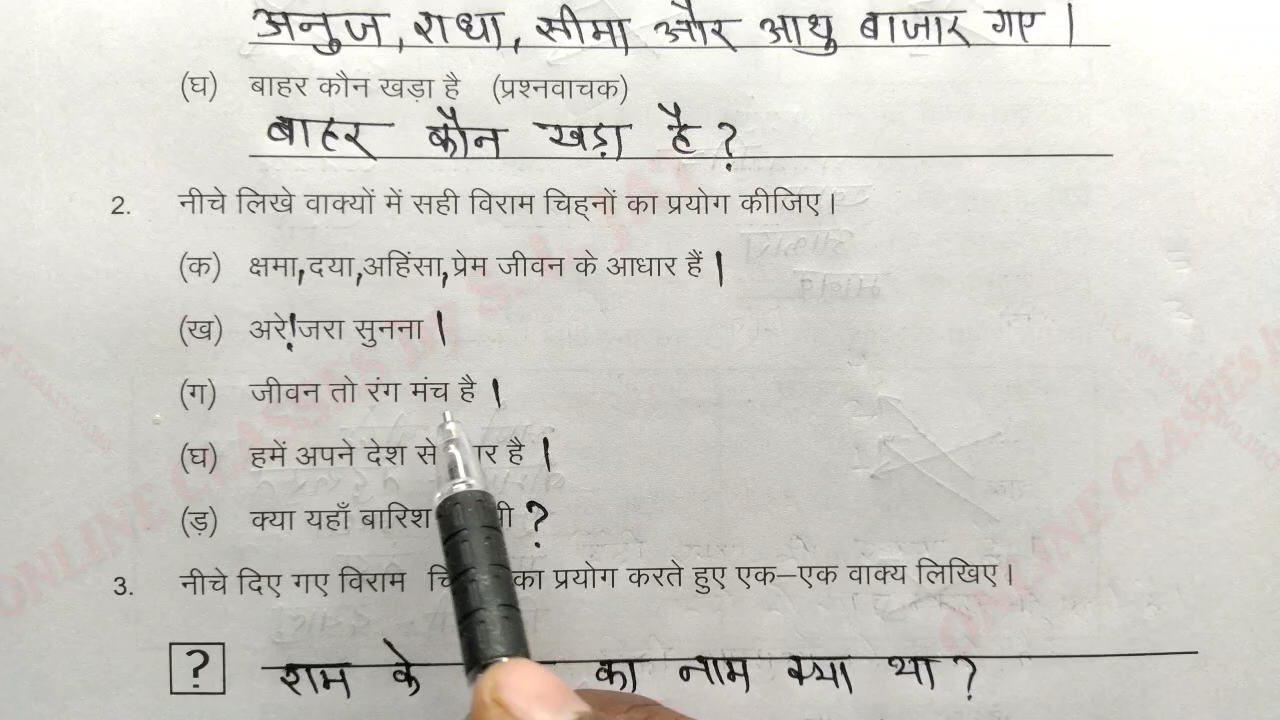 अनुज, राधा, सीमा और आयु बाजार गए।
(घ) बाहर कौन खड़ा है (प्रश्नवाचक)
बाहर कौन खड़ा है?
2. नीचे लिखे वाक्यों में सही विराम चिह्नों का प्रयोग कीजिए।
(क) क्षमा,दया,अहिंसा,प्रेम जीवन के आधार हैं।
(ख) अरे!जरा सुनना।
(ग) जीवन तो रंग मंच है।
(घ) हमें अपने देश से है।
(ड़) क्या यहाँ बारिश ?
3. नीचे दिए गए विराम का प्रयोग करते हुए एक–एक वाक्य लिखिए।
? राम के का नाम क्या था?